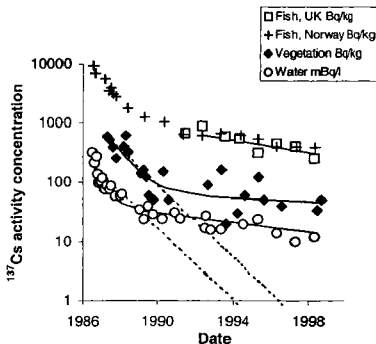 Fish, UK Bq/kg
Fish, Norway Bq/kg
Vegetation Bq/kg
Water mBq/l
10000
1000
100
10
1
137Cs activity concentration
1986
1990
1994
1998
Date